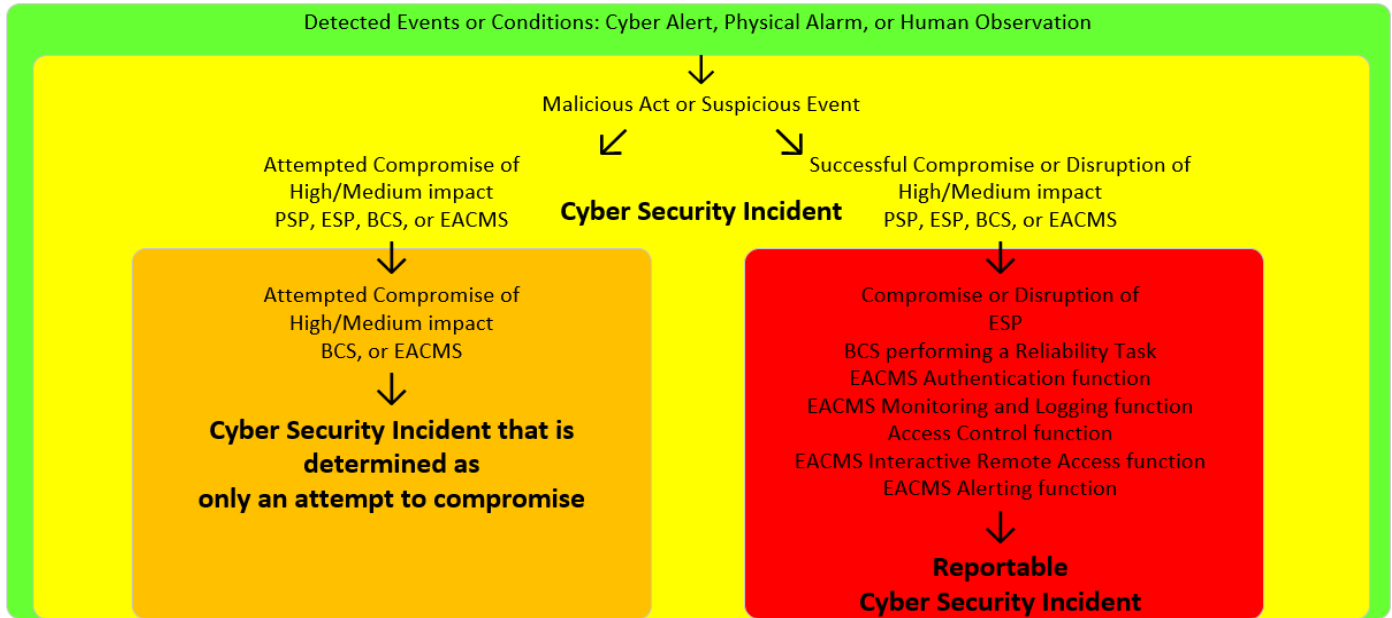 Detected Events or Conditions: Cyber Alert, Physical Alarm, or Human Observation
Malicious Act or Suspicious Event
Attempted Compromise of
High/Medium impact
PSP, ESP, BCS, or EACMS
Cyber Security Incident
Successful Compromise or Disruption of
High/Medium impact
PSP, ESP, BCS, or EACMS
Attempted Compromise of
High/Medium impact
BCS, or EACMS
Cyber Security Incident that is
determined as
only an attempt to compromise
Compromise or Disruption of
ESP
BCS performing a Reliability Task
EACMS Authentication function
EACMS Monitoring and Logging function
Access Control function
EACMS Interactive Remote Access function
EACMS Alerting function
Reportable
Cyber Security Incident